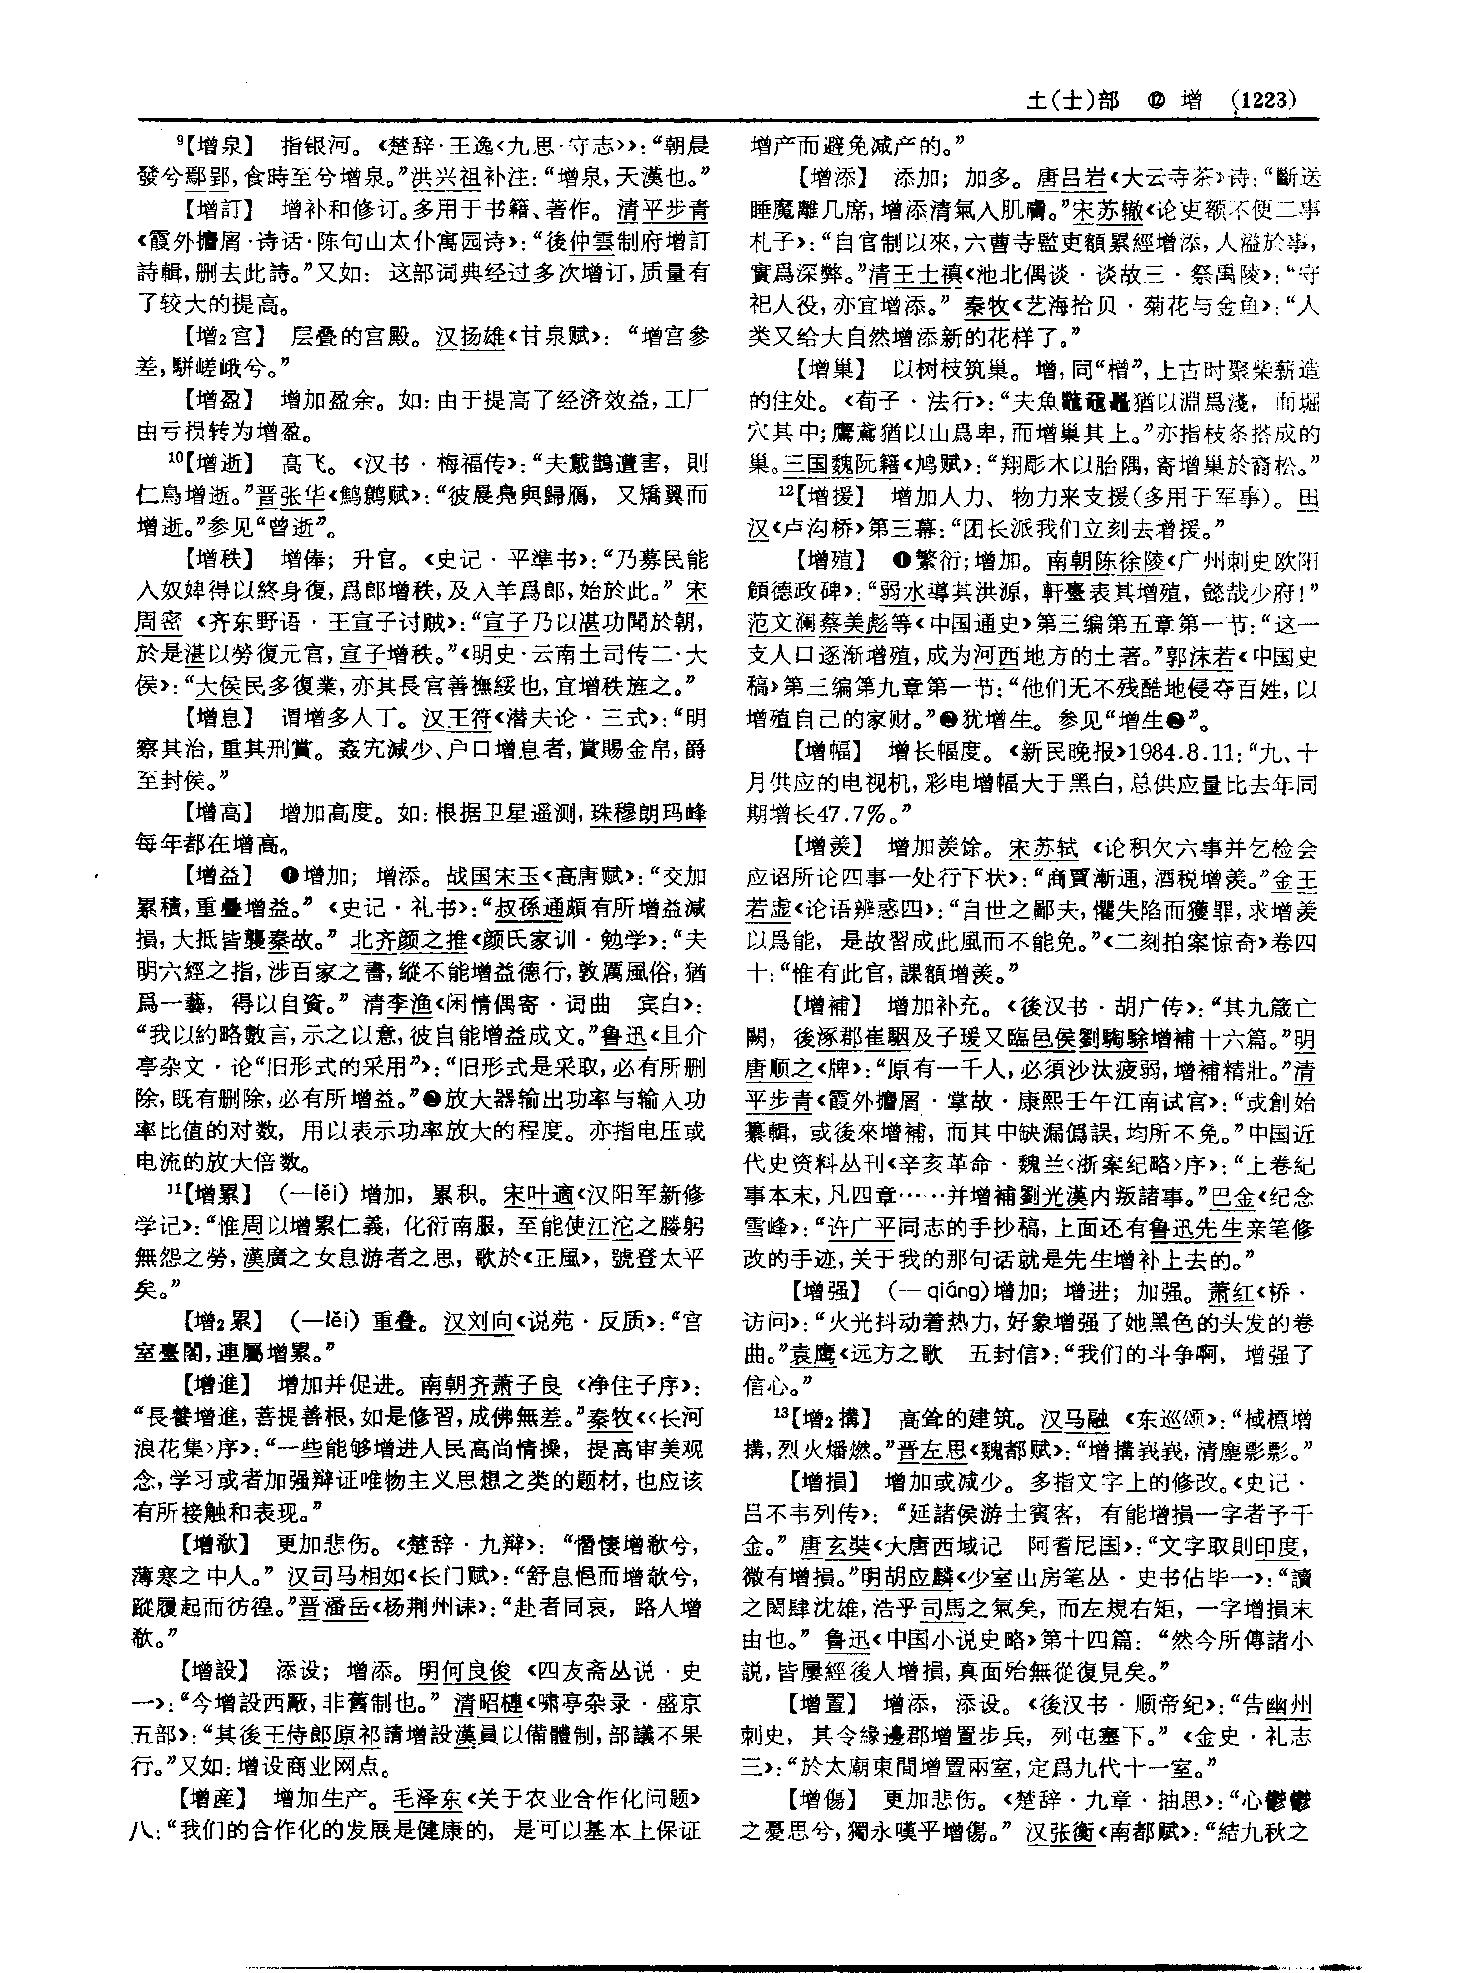 土(士)部 ⑫ 增 (1223)
⁹【增泉】 指银河。《楚辞·王逸〈九思·守志〉》：“朝晨
發兮鄢郢，食時至兮增泉。”洪兴祖补注：“增泉，天漢也。”
【增訂】 增补和修订。多用于书籍、著作。清平步青
《霞外攟屑·诗话·陈句山太仆寓园诗》：“後仲雲制府增訂
詩輯，删去此詩。”又如：这部词典经过多次增订，质量有
了较大的提高。
【增₂宫】 层叠的宫殿。汉扬雄《甘泉赋》：“增宫參
差，駢嵯峨兮。”
【增盈】 增加盈余。如：由于提高了经济效益，工厂
由亏损转为增盈。
¹⁰【增逝】 高飞。《汉书·梅福传》：“夫戴鵲遭害，則
仁鳥增逝。”晋张华《鹪鹩赋》：“彼晨鳧與歸鴈，又矯翼而
增逝。”参见“曾逝”。
【增秩】 增俸；升官。《史记·平準书》：“乃募民能
入奴婢得以終身復，爲郎增秩，及入羊爲郎，始於此。”宋
周密《齐东野语·王宣子讨贼》：“宣子乃以湛功聞於朝，
於是湛以勞復元官，宣子增秩。”《明史·云南土司传二·大
侯》：“大侯民多復業，亦其長官善撫綏也，宜增秩旌之。”
【增息】 谓增多人丁。汉王符《潜夫论·三式》：“明
察其治，重其刑賞。姦宄減少、户口增息者，賞賜金帛，爵
至封侯。”
【增高】 增加高度。如：根据卫星遥测，珠穆朗玛峰
每年都在增高。
【增益】 ❶增加；增添。战国宋玉《高唐赋》：“交加
累積，重疊增益。”《史记·礼书》：“叔孫通頗有所增益減
損，大抵皆襲秦故。”北齐颜之推《颜氏家训·勉学》：“夫
明六經之指，涉百家之書，縱不能增益德行，敦厲風俗，猶
爲一藝，得以自資。”清李渔《闲情偶寄·词曲 宾白》：
“我以約略數言，示之以意，彼自能增益成文。”鲁迅《且介
亭杂文·论“旧形式的采用”》：“旧形式是采取，必有所删
除，既有删除，必有所增益。”❷放大器输出功率与输入功
率比值的对数，用以表示功率放大的程度。亦指电压或
电流的放大倍数。
¹¹【增累】 (—lěi) 增加，累积。宋叶適《汉阳军新修
学记》：“惟周以增累仁義，化衍南服，至能使江沱之媵躬
無怨之勞，漢廣之女息游者之思，歌於《正風》，號登太平
矣。”
【增₂累】 (—lěi) 重叠。汉刘向《说苑·反质》：“宫
室臺閣，連屬增累。”
【增進】 增加并促进。南朝齐萧子良《净住子序》：
“長養增進，菩提善根，如是修習，成佛無差。”秦牧《〈长河
浪花集〉序》：“一些能够增进人民高尚情操，提高审美观
念，学习或者加强辩证唯物主义思想之类的题材，也应该
有所接触和表现。”
【增欷】 更加悲伤。《楚辞·九辩》：“憯悽增欷兮，
薄寒之中人。”汉司马相如《长门赋》：“舒息悒而增欷兮，
蹝履起而彷徨。”晋潘岳《杨荆州诔》：“赴者同哀，路人增
欷。”
【增設】 添设；增添。明何良俊《四友斋丛说·史
一》：“今增設西厰，非舊制也。”清昭槤《啸亭杂录·盛京
五部》：“其後王侍郎原祁請增設漢員以備體制，部議不果
行。”又如：增设商业网点。
【增産】 增加生产。毛泽东《关于农业合作化问题》
八：“我们的合作化的发展是健康的，是可以基本上保证
增产而避免减产的。”
【增添】 添加；加多。唐吕岩《大云寺茶》诗：“斷送
睡魔離几席，增添清氣入肌膚。”宋苏辙《论吏额不便二事
札子》：“自官制以來，六曹寺監吏額累經增添，人溢於事，
實爲深弊。”清王士禛《池北偶谈·谈故三·祭禹陵》：“守
祀人役，亦宜增添。”秦牧《艺海拾贝·菊花与金鱼》：“人
类又给大自然增添新的花样了。”
【增巢】 以树枝筑巢。增，同“橧”，上古时聚柴薪造
的住处。《荀子·法行》：“夫魚鼈黿鼉猶以淵爲淺，而堀
穴其中；鷹鳶猶以山爲卑，而增巢其上。”亦指枝条搭成的
巢。三国魏阮籍《鸠赋》：“翔彫木以胎隅，寄增巢於裔松。”
¹²【增援】 增加人力、物力来支援(多用于军事)。田
汉《卢沟桥》第三幕：“团长派我们立刻去增援。”
【增殖】 ❶繁衍；增加。南朝陈徐陵《广州刺史欧阳
頠德政碑》：“弱水導其洪源，軒臺表其增殖，懿哉少府！”
范文澜蔡美彪等《中国通史》第三编第五章第一节：“这一
支人口逐渐增殖，成为河西地方的土著。”郭沫若《中国史
稿》第三编第九章第一节：“他们无不残酷地侵夺百姓，以
增殖自己的家财。”❷犹增生。参见“增生❷”。
【增幅】 增长幅度。《新民晚报》1984.8.11：“九、十
月供应的电视机，彩电增幅大于黑白，总供应量比去年同
期增长47.7%。”
【增羨】 增加羡馀。宋苏轼《论积欠六事并乞检会
应诏所论四事一处行下状》：“商賈漸通，酒税增羨。”金王
若虚《论语辨惑四》：“自世之鄙夫，懼失陷而獲罪，求增羨
以爲能，是故習成此風而不能免。”《二刻拍案惊奇》卷四
十：“惟有此官，課額增羨。”
【增補】 增加补充。《後汉书·胡广传》：“其九箴亡
闕，後涿郡崔駰及子瑗又臨邑侯劉騊駼增補十六篇。”明
唐顺之《牌》：“原有一千人，必須沙汰疲弱，增補精壯。”清
平步青《霞外攟屑·掌故·康熙壬午江南试官》：“或創始
纂輯，或後來增補，而其中缺漏僞誤，均所不免。”中国近
代史资料丛刊《辛亥革命·魏兰〈浙案纪略〉序》：“上卷紀
事本末，凡四章……并增補劉光漢内叛諸事。”巴金《纪念
雪峰》：“许广平同志的手抄稿，上面还有鲁迅先生亲笔修
改的手迹，关于我的那句话就是先生增补上去的。”
【增强】 (—qiáng)增加；增进；加强。萧红《桥·
访问》：“火光抖动着热力，好象增强了她黑色的头发的卷
曲。”袁鹰《远方之歌 五封信》：“我们的斗争啊，增强了
信心。”
¹³【增₂搆】 高耸的建筑。汉马融《东巡颂》：“棫樸增
搆，烈火燔燃。”晋左思《魏都赋》：“增搆峩峩，清塵影影。”
【增損】 增加或减少。多指文字上的修改。《史记·
吕不韦列传》：“延諸侯游士賓客，有能增損一字者予千
金。”唐玄奘《大唐西域记 阿耆尼国》：“文字取則印度，
微有增損。”明胡应麟《少室山房笔丛·史书佔毕一》：“讀
之閎肆沈雄，浩乎司馬之氣矣，而左規右矩，一字增損末
由也。”鲁迅《中国小说史略》第十四篇：“然今所傳諸小
説，皆屢經後人增損，真面殆無從復見矣。”
【增置】 增添，添设。《後汉书·顺帝纪》：“告幽州
刺史，其令緣邊郡增置步兵，列屯塞下。”《金史·礼志
三》：“於太廟東間增置兩室，定爲九代十一室。”
【增傷】 更加悲伤。《楚辞·九章·抽思》：“心鬱鬱
之憂思兮，獨永嘆乎增傷。”汉张衡《南都赋》：“結九秋之